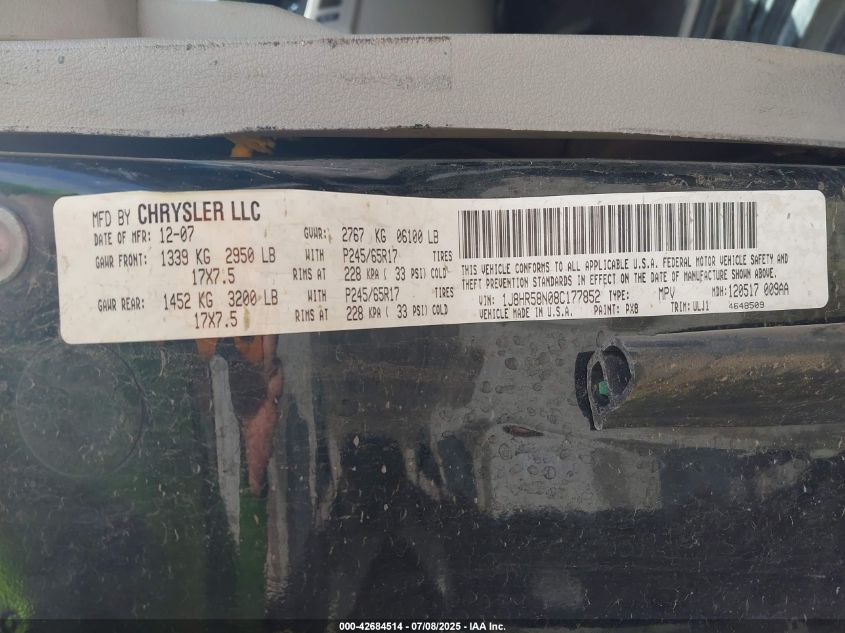 MFD BY CHRYSLER LLC
DATE OF MFR 12-07 GVWR: 2767 KG 06100 LB
GAWR FRONT: 1339 KG 2950 LB WITH P245/65R17 TIRES
17X7.5 RIMS AT 228 KPA ( 33 PSI) COLD
GAWR REAR: 1452 KG 3200 LB WITH P245/65R17 TIRES
17X7.5 RIMS AT 228 KPA ( 33 PSI) COLD
THIS VEHICLE CONFORMS TO ALL APPLICABLE U.S.A. FEDERAL MOTOR VEHICLE SAFETY AND
THEFT PREVENTION STANDARDS IN EFFECT ON THE DATE OF MANUFACTURE SHOWN ABOVE.
VIN: 1J8HR58N08C177852 TYPE: MPV MDH: 120517 009AA
VEHICLE MADE IN U.S.A. PAINT: PX8 TRIM: ULJ1 4648509
000-42684514 - 07/08/2025 - IAA Inc.